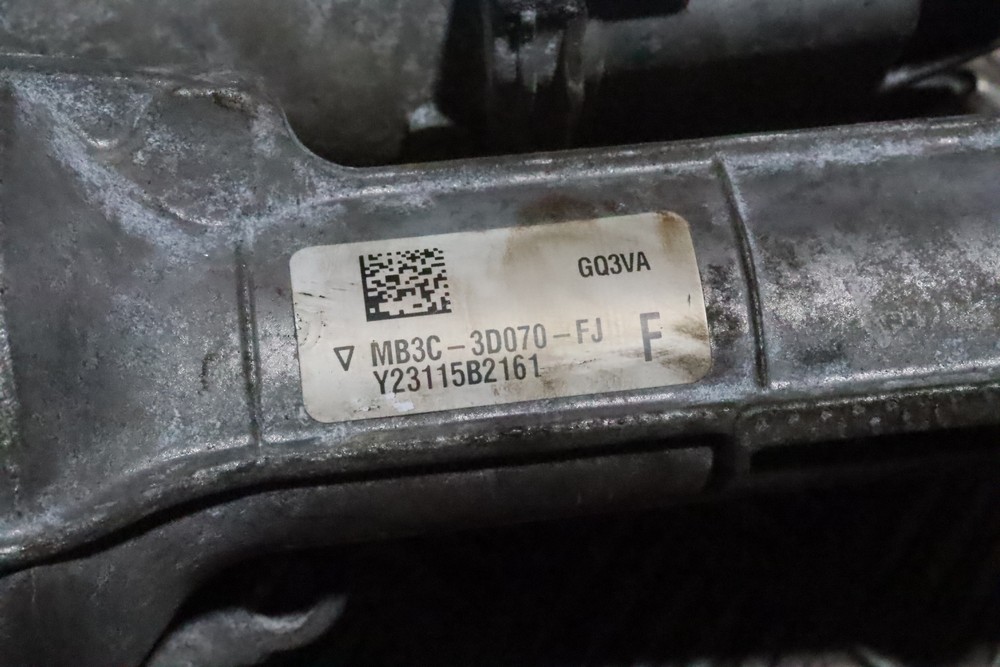 GQ3VA
▽ MB3C-3D070-FJ F
Y23115B2161